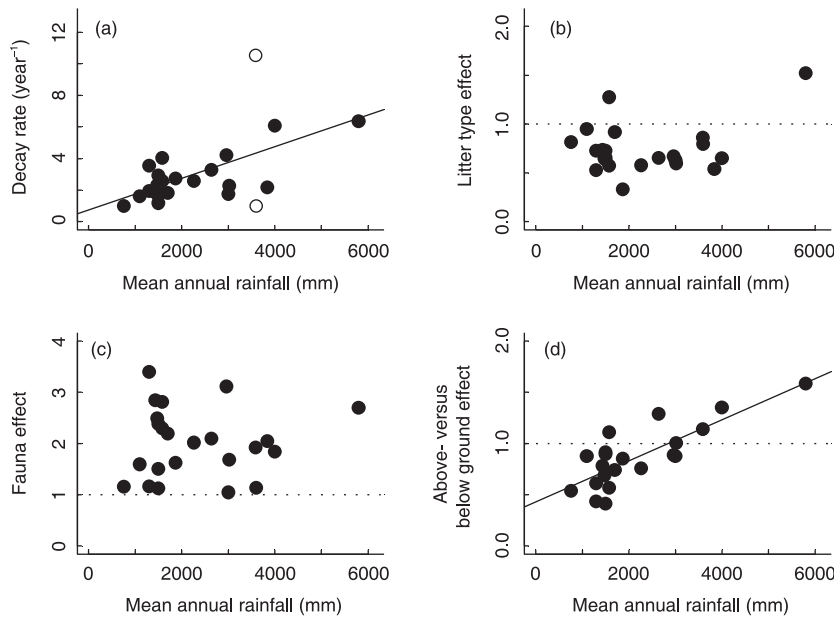 (a)
Decay rate (year⁻¹)
12
8
4
0
0 2000 4000 6000
Mean annual rainfall (mm)
(b)
Litter type effect
2.0
1.0
0.0
0 2000 4000 6000
Mean annual rainfall (mm)
(c)
Fauna effect
4
3
2
1
0
0 2000 4000 6000
Mean annual rainfall (mm)
(d)
Above- versus
below ground effect
2.0
1.0
0.0
0 2000 4000 6000
Mean annual rainfall (mm)